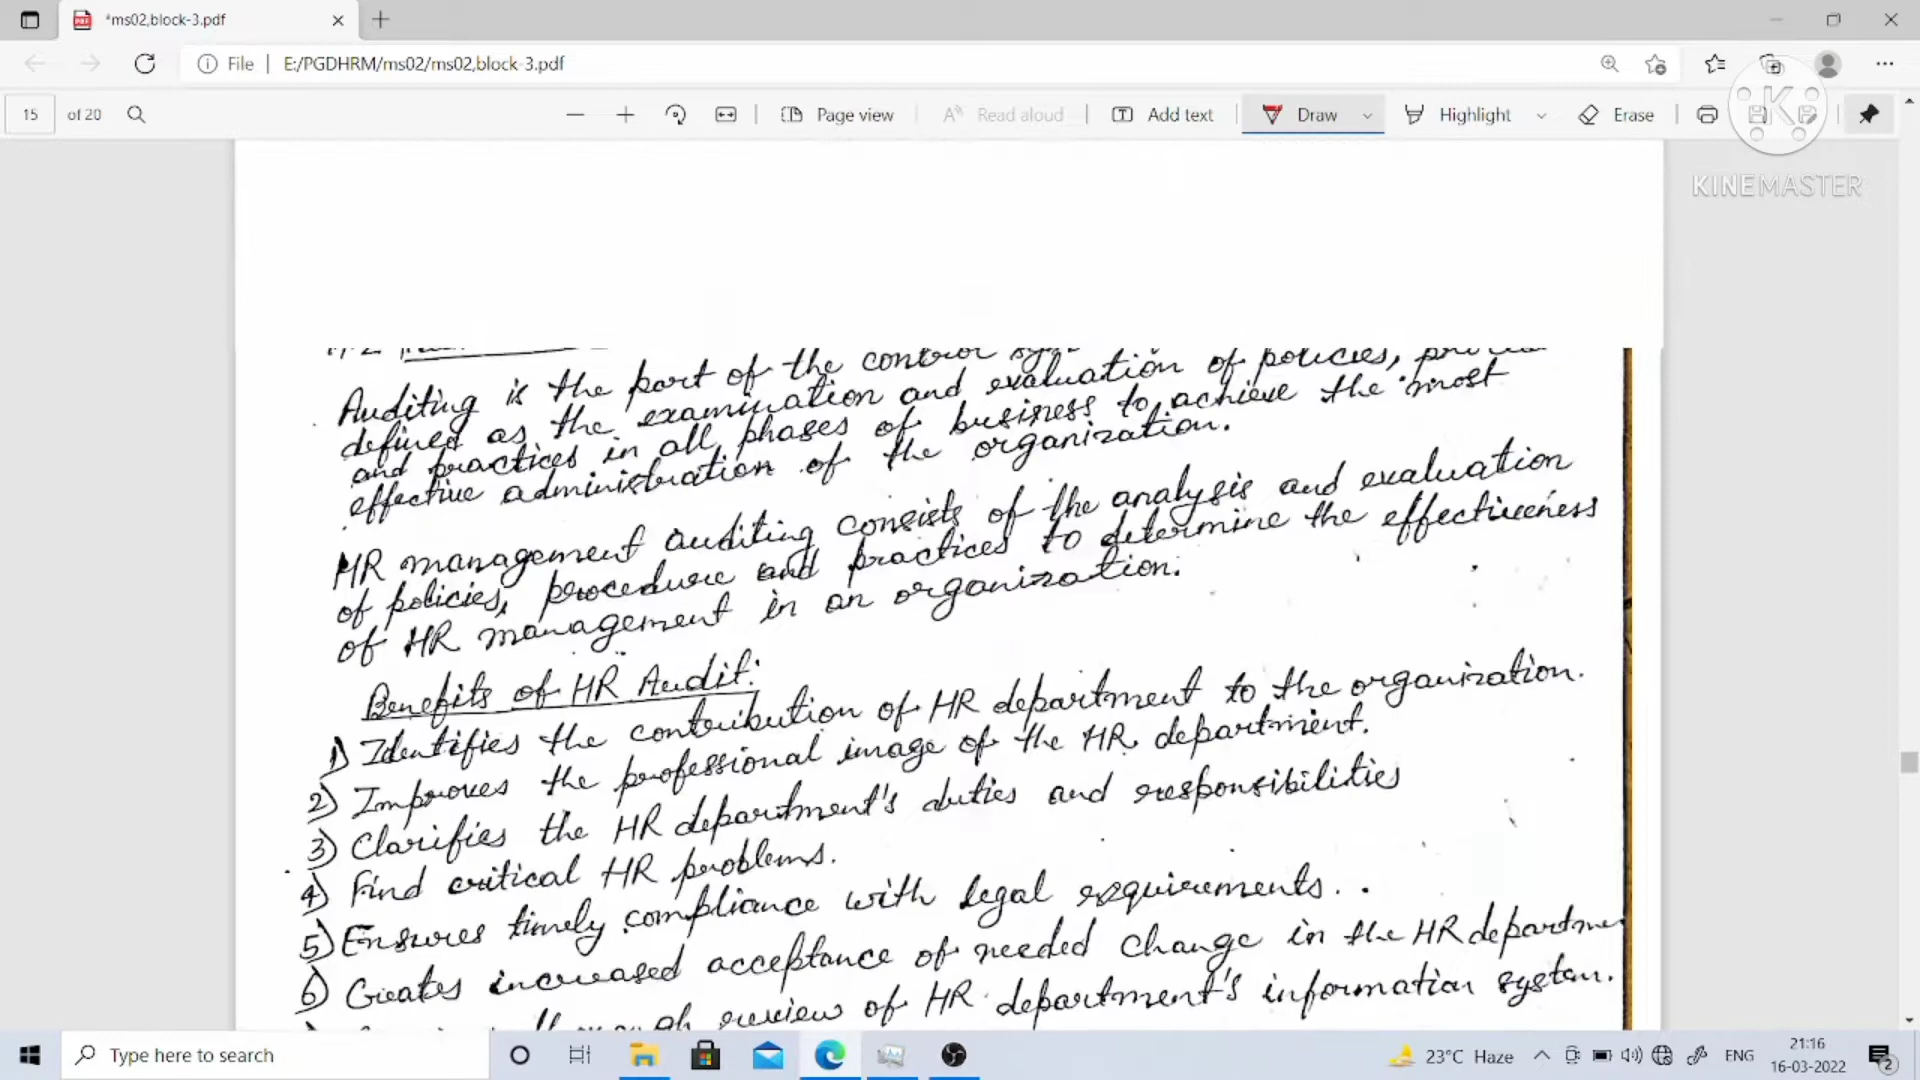 *ms02,block-3.pdf
File
E:/PGDHRM/ms02/ms02,block-3.pdf
15 of 20
Page view
Read aloud
Add text
Draw
Highlight
Erase
K
KINEMASTER
Auditing is the part of the control
defined as the examination and evaluation of policies,
and practices in all phases of business to achieve the most
effective administration of the organization.
HR management auditing consists of the analysis and evaluation
of policies, procedure and practices to determine the effectiveness
of HR management in an organization.
Benefits of HR Audit:
1) Identifies the contribution of HR department to the organization.
2) Improves the professional image of the HR department.
3) Clarifies the HR department's duties and responsibilities
4) Find critical HR problems.
5) Ensures timely compliance with legal requirements.
6) Creates increased acceptance of needed change in the HR departmen
review of HR department's information system.
Type here to search
23°C Haze
ENG
21:16
16-03-2022
2